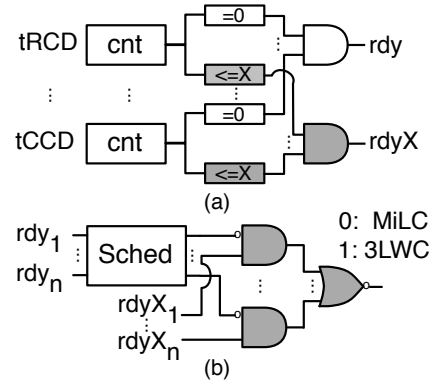 tRCD cnt =0 rdy
<=X
tCCD cnt =0 rdyX
<=X
(a)
rdy1 Sched 0: MiLC
rdyn 1: 3LWC
rdyX1
rdyXn
(b)